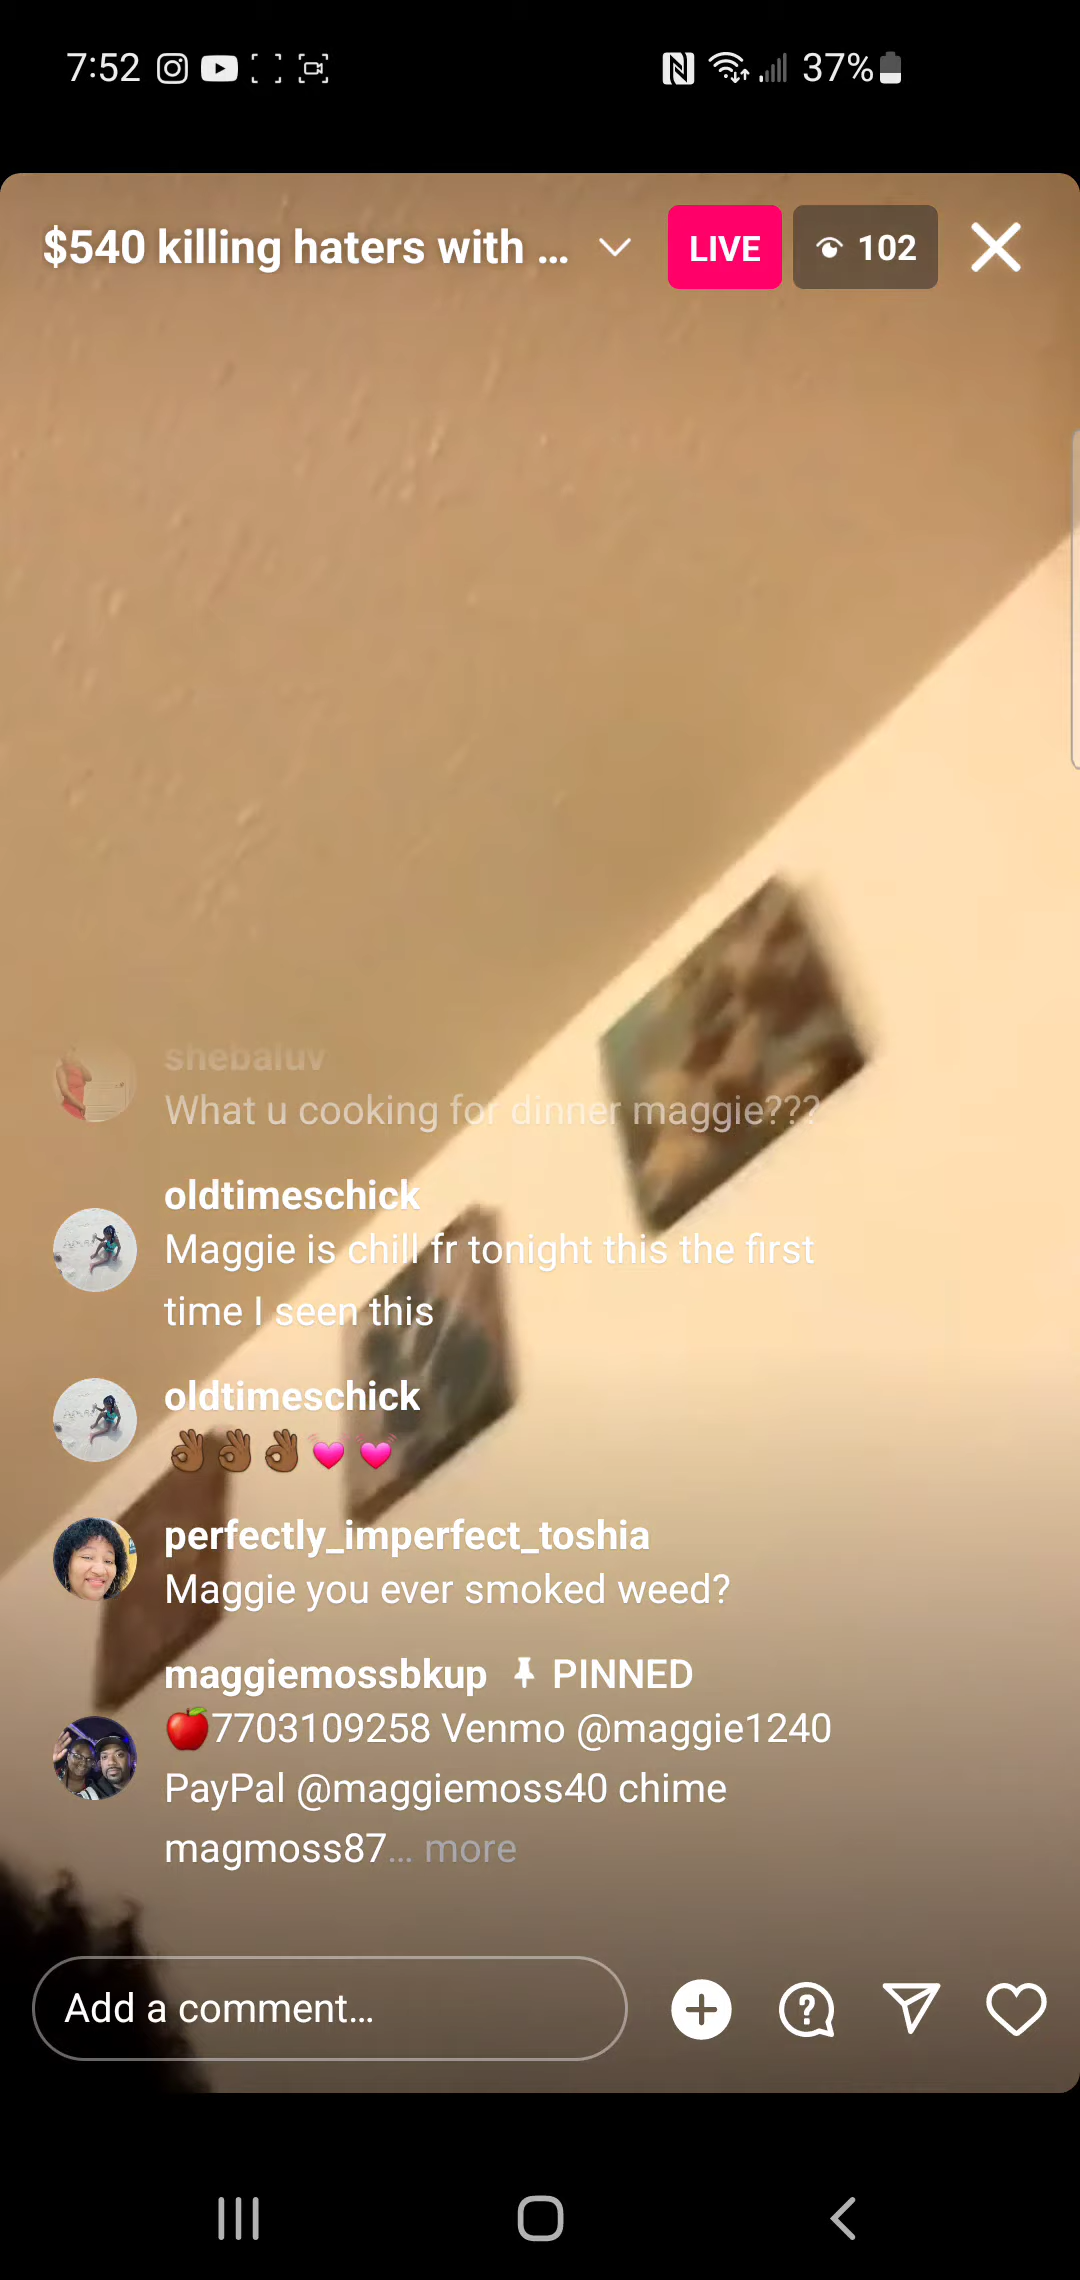 7:52
37%
$540 killing haters with ...
LIVE
102
shebaluv
What u cooking for dinner maggie???
oldtimeschick
Maggie is chill fr tonight this the first
time I seen this
oldtimeschick
👌🏾👌🏾👌🏾💓💓
perfectly_imperfect_toshia
Maggie you ever smoked weed?
maggiemossbkup 📌 PINNED
🍎7703109258 Venmo @maggie1240
PayPal @maggiemoss40 chime
magmoss87... more
Add a comment...